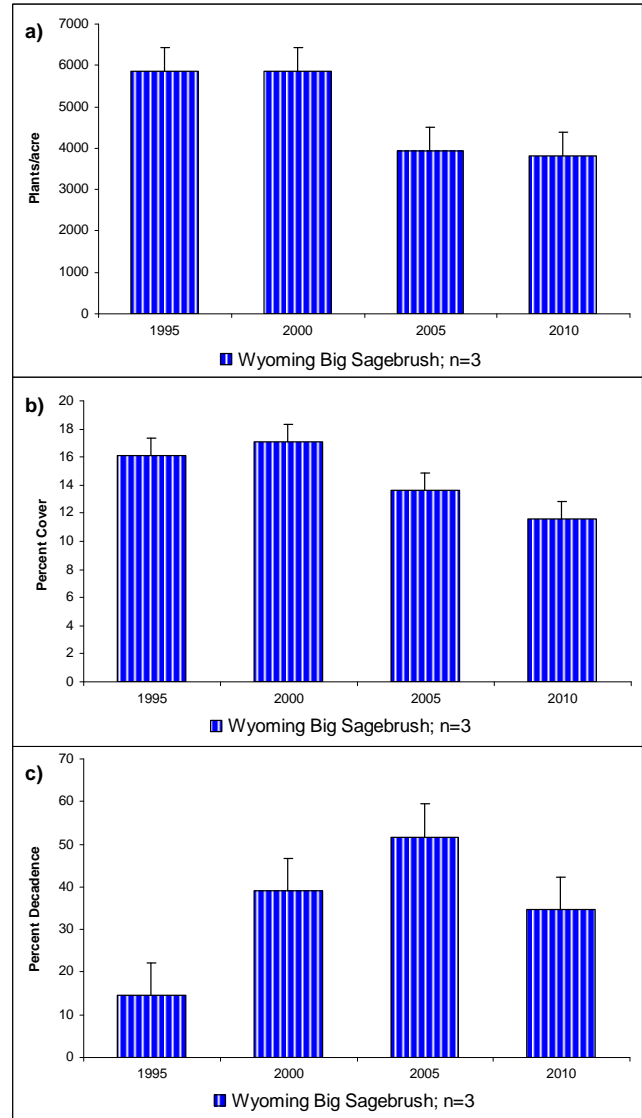 a)
7000
6000
5000
4000
3000
2000
1000
0
Plants/acre
1995 2000 2005 2010
Wyoming Big Sagebrush; n=3
b)
20
18
16
14
12
10
8
6
4
2
0
Percent Cover
1995 2000 2005 2010
Wyoming Big Sagebrush; n=3
c)
70
60
50
40
30
20
10
0
Percent Decadence
1995 2000 2005 2010
Wyoming Big Sagebrush; n=3